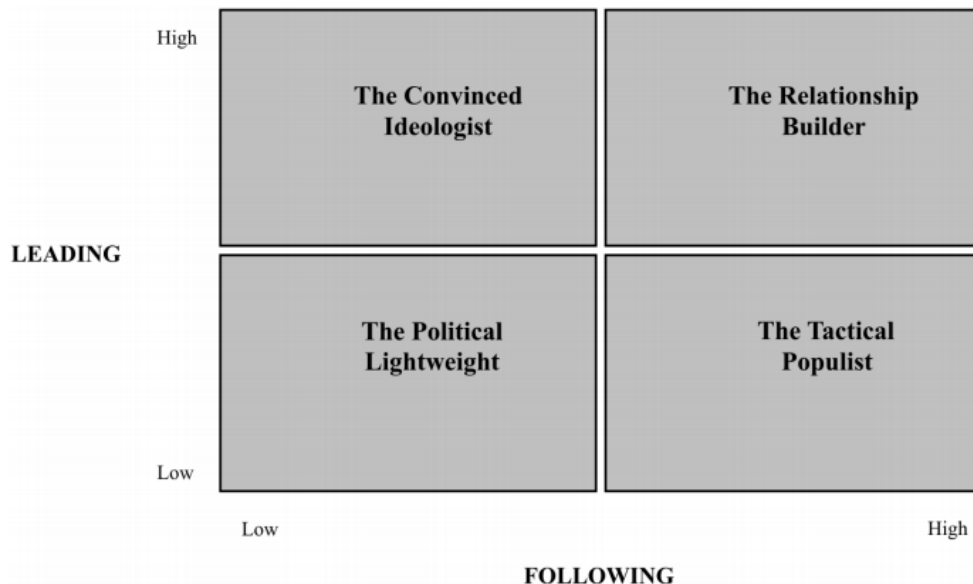 High
The Convinced
Ideologist
The Relationship
Builder
LEADING
The Political
Lightweight
The Tactical
Populist
Low
Low
High
FOLLOWING